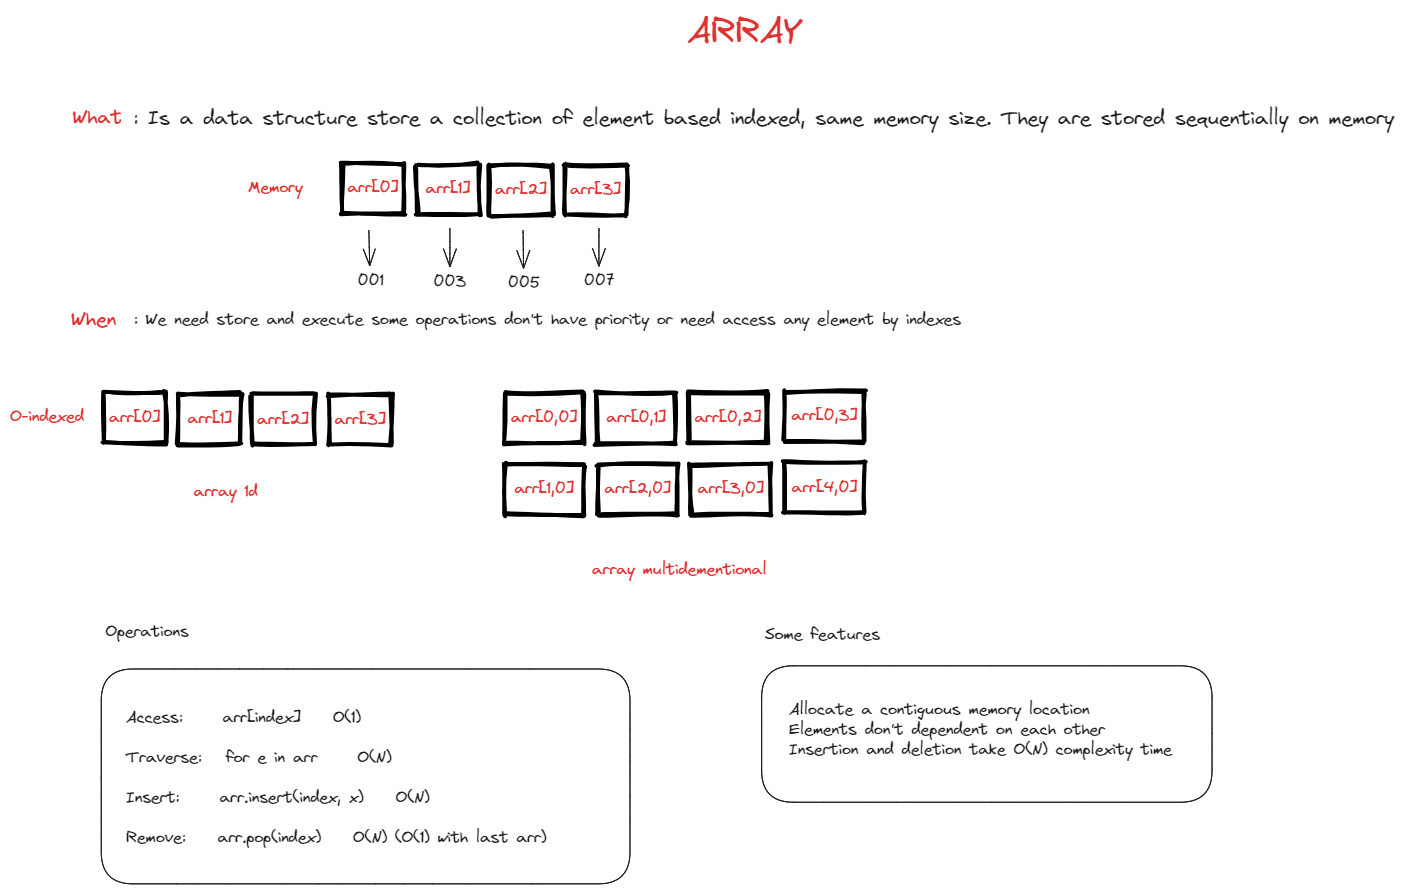 ARRAY
What : Is a data structure store a collection of element based indexed, same memory size. They are stored sequentially on memory
Memory arr[0] arr[1] arr[2] arr[3]
001 003 005 007
When : We need store and execute some operations don't have priority or need access any element by indexes
0-indexed arr[0] arr[1] arr[2] arr[3] arr[0,0] arr[0,1] arr[0,2] arr[0,3]
arr[1,0] arr[2,0] arr[3,0] arr[4,0]
array 1d
array multidementional
Operations
Access: arr[index] O(1)
Traverse: for e in arr O(N)
Insert: arr.insert(index, x) O(N)
Remove: arr.pop(index) O(N) (O(1) with last arr)
Some features
Allocate a contiguous memory location
Elements don't dependent on each other
Insertion and deletion take O(N) complexity time